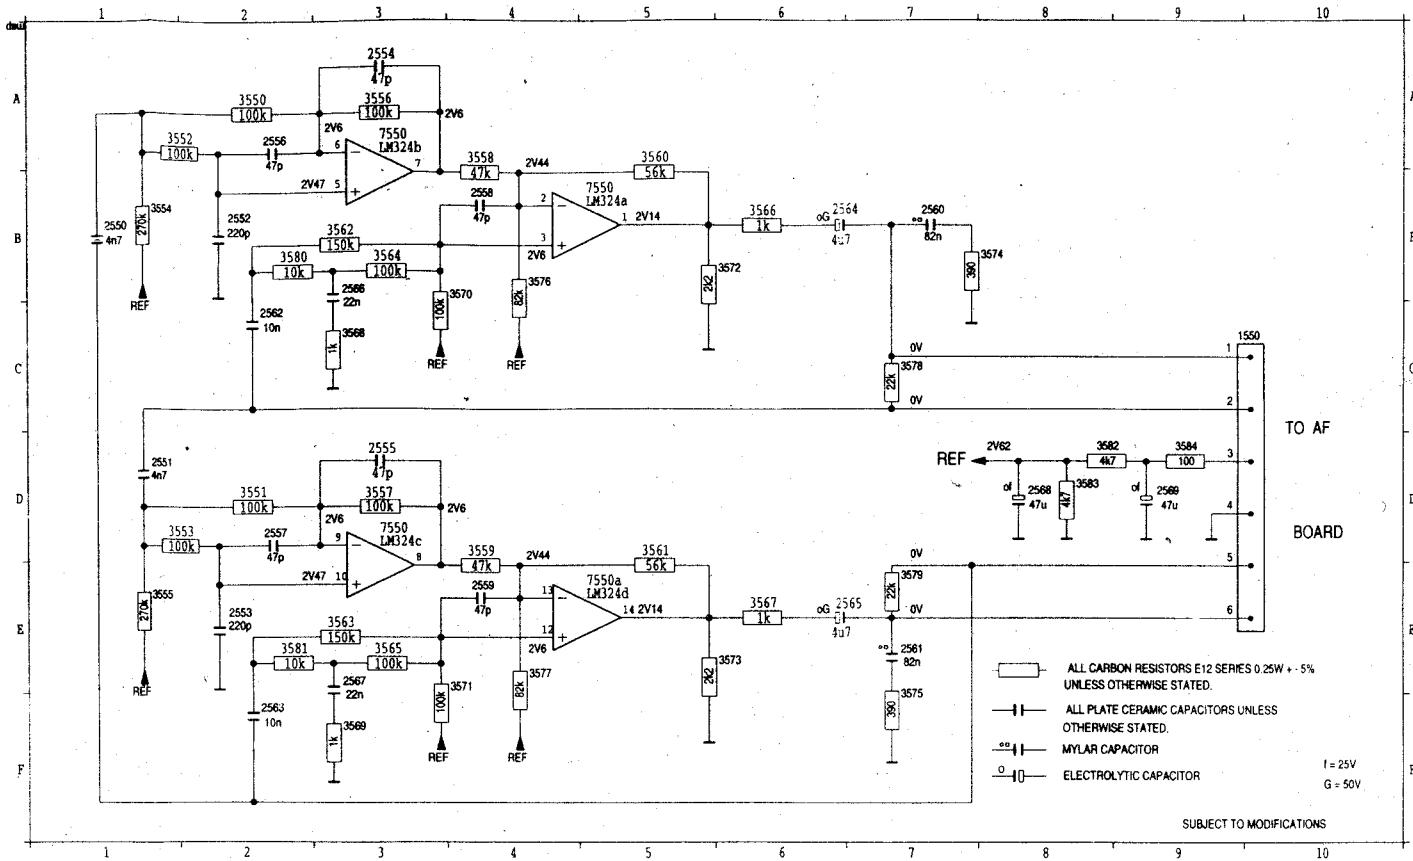 1 2 3 4 5 6 7 8 9 10
A
B
C
D
E
F
2554
47p
3550
100k
3556
100k
2V6
2V6
3552
100k
2556
47p
7550
LM324b
6
7
5
2V47
3558
47k
2V44
3560
56k
2558
47p
7550
LM324a
2
3
1 2V14
2V6
3554
270k
2550
4n7
2552
220p
REF
3562
150k
3580
10k
3564
100k
2566
22n
3568
1k
2562
10n
3570
100k
REF
3576
82k
REF
3566
1k
oG 2564
4u7
2560
82n
3574
390
3572
2k2
0V
3578
22k
0V
1550
1
2
3
4
5
6
TO AF
BOARD
REF
2V62
3582
4k7
3584
100
of 2568
47u
3583
4k7
of 2569
47u
2551
4n7
2555
47p
3551
100k
3557
100k
2V6
2V6
3553
100k
2557
47p
7550
LM324c
9
8
10
2V47
3559
47k
2V44
3561
56k
2559
47p
7550a
LM324d
13
12
14 2V14
2V6
3555
270k
2553
220p
REF
3563
150k
3581
10k
3565
100k
2567
22n
3569
1k
2563
10n
3571
100k
REF
3577
82k
REF
3567
1k
oG 2565
4u7
0V
3579
22k
0V
2561
82n
3575
390
3573
2k2
ALL CARBON RESISTORS E12 SERIES 0.25W + - 5%
UNLESS OTHERWISE STATED.
ALL PLATE CERAMIC CAPACITORS UNLESS
OTHERWISE STATED.
MYLAR CAPACITOR
ELECTROLYTIC CAPACITOR
f = 25V
G = 50V
SUBJECT TO MODIFICATIONS
1 2 3 4 5 6 7 8 9 10